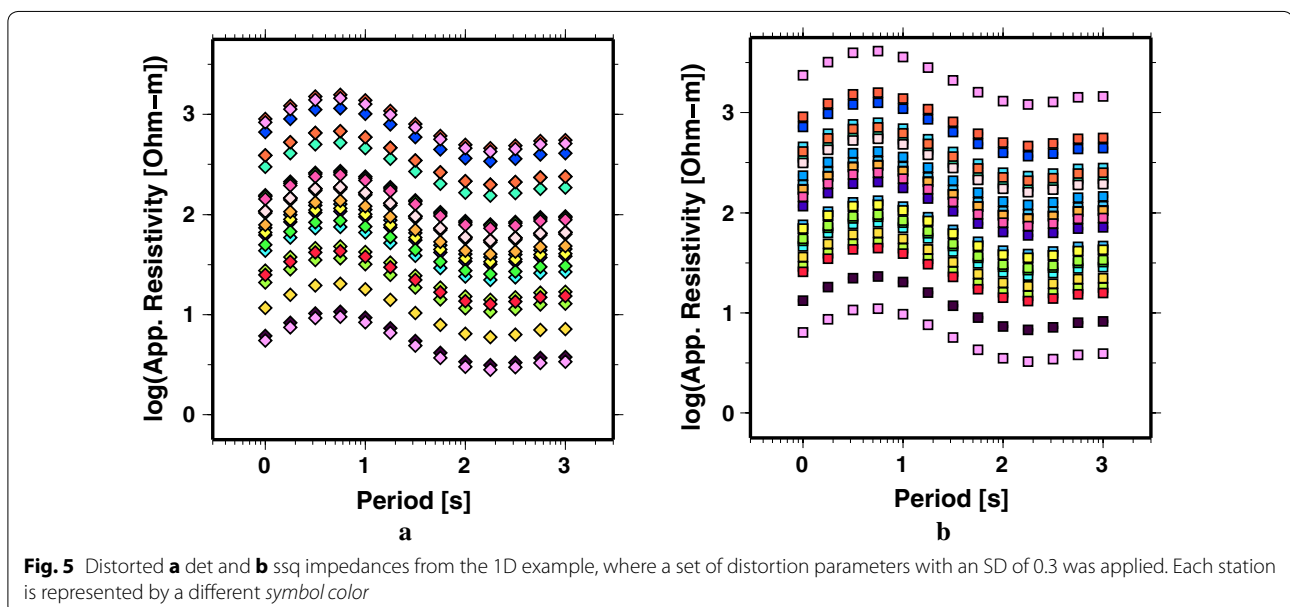 log(App. Resistivity [Ohm−m])
3
2
1
0
0 1 2 3
Period [s]
a
log(App. Resistivity [Ohm−m])
3
2
1
0
0 1 2 3
Period [s]
b
Fig. 5 Distorted a det and b ssq impedances from the 1D example, where a set of distortion parameters with an SD of 0.3 was applied. Each station
is represented by a different symbol color